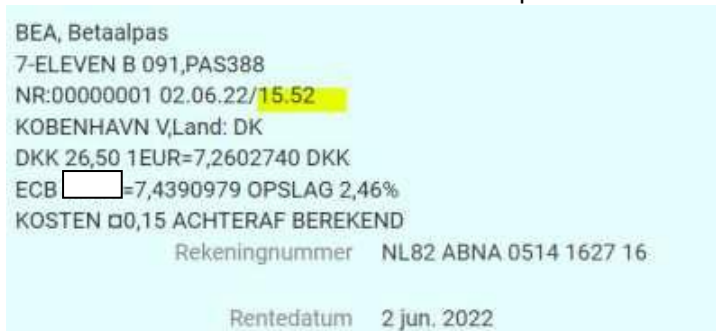 BEA, Betaalpas
7-ELEVEN B 091,PAS388
NR:00000001 02.06.22/15.52
KOBENHAVN V,Land: DK
DKK 26,50 1EUR=7,2602740 DKK
ECB =7,4390979 OPSLAG 2,46%
KOSTEN ¤0,15 ACHTERAF BEREKEND
Rekeningnummer NL82 ABNA 0514 1627 16
Rentedatum 2 jun. 2022